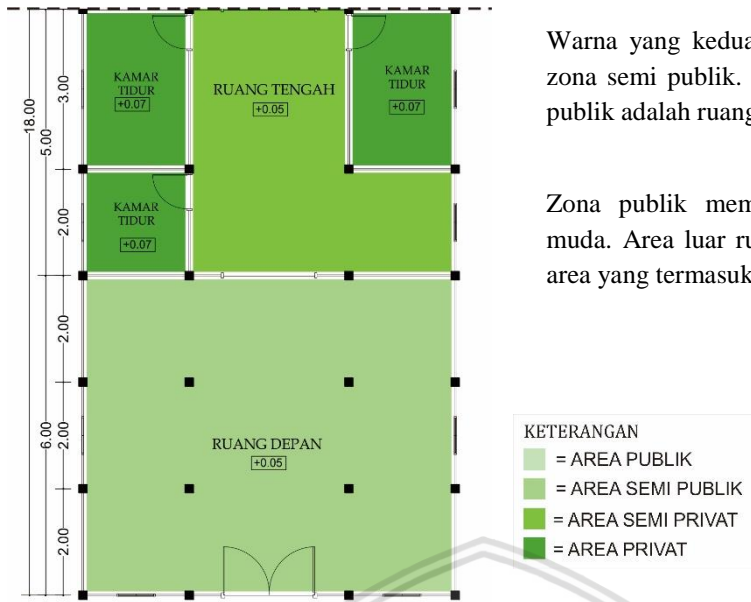 KAMAR
TIDUR
+0.07
RUANG TENGAH
+0.05
KAMAR
TIDUR
+0.07
KAMAR
TIDUR
+0.07
RUANG DEPAN
+0.05
18.00
5.00
3.00
2.00
2.00
6.00
2.00
2.00
Warna yang kedua
zona semi publik.
publik adalah ruang
Zona publik mem
muda. Area luar ru
area yang termasuk
KETERANGAN
= AREA PUBLIK
= AREA SEMI PUBLIK
= AREA SEMI PRIVAT
= AREA PRIVAT